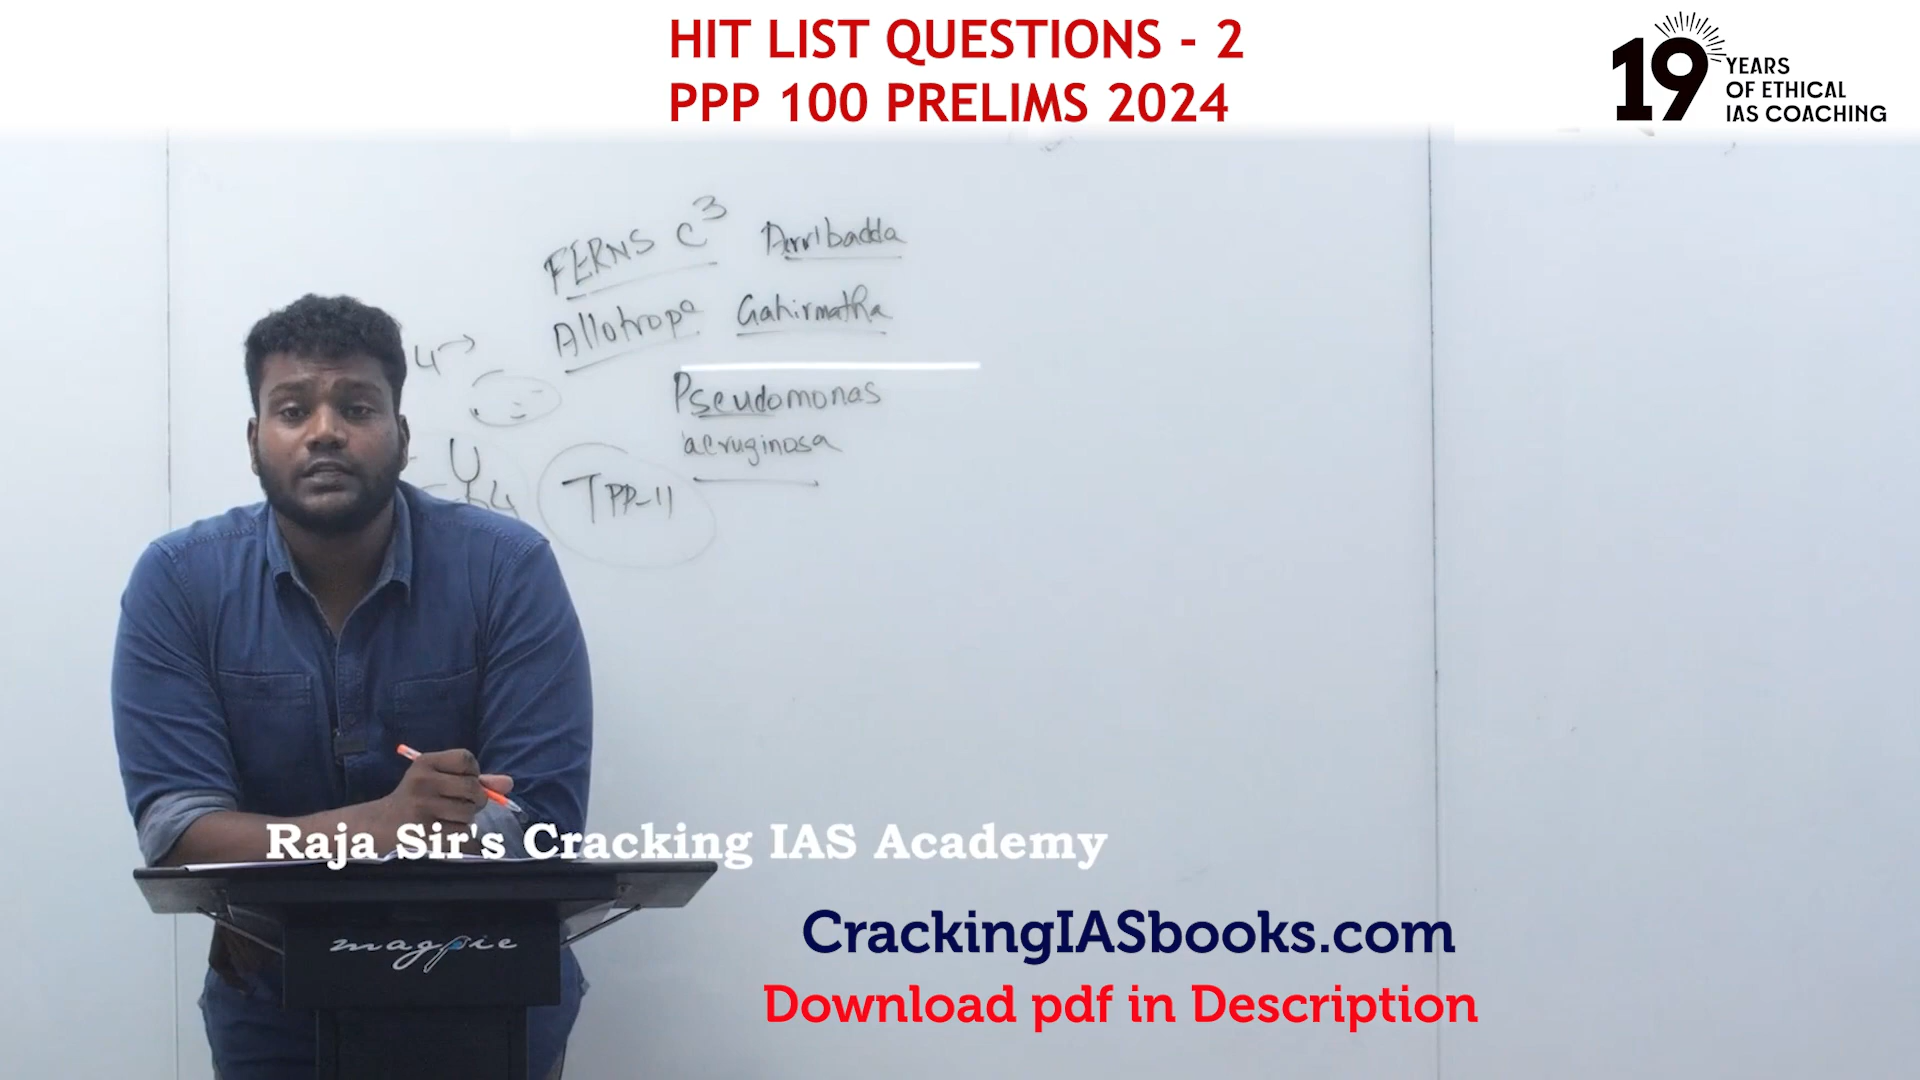 HIT LIST QUESTIONS - 2
PPP 100 PRELIMS 2024
19 YEARS
OF ETHICAL
IAS COACHING
FERNS C³
Arribadda
Allotrope
Gahirmatha
4 →
Pseudomonas
aeruginosa
TPP-11
Raja Sir's Cracking IAS Academy
magpie
CrackingIASbooks.com
Download pdf in Description